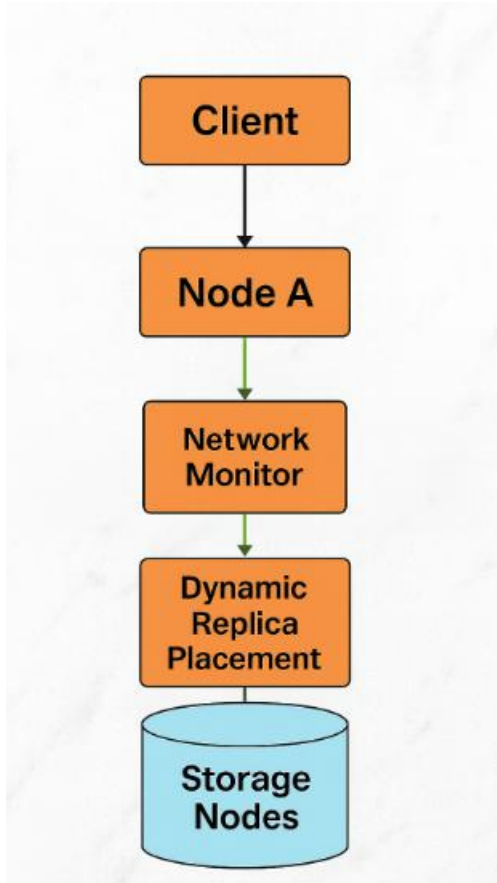 Client
Node A
Network
Monitor
Dynamic
Replica
Placement
Storage
Nodes